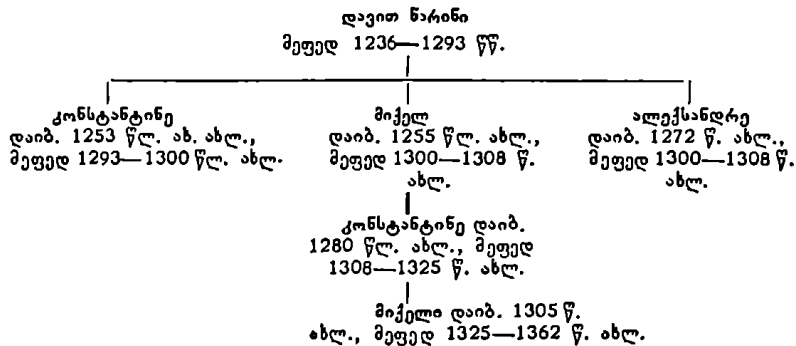 დავით ნარინი
მეფედ 1236—1293 წწ.
კონსტანტინე
დაიბ. 1253 წლ. ახ. ახლ.,
მეფედ 1293—1300 წლ. ახლ.
მიქელ
დაიბ. 1255 წლ. ახლ.,
მეფედ 1300—1308 წ.
ახლ.
ალექსანდრე
დაიბ. 1272 წ. ახლ.,
მეფედ 1300—1308 წ.
ახლ.
კონსტანტინე დაიბ.
1280 წლ. ახლ., მეფედ
1308—1325 წ. ახლ.
მიქელი დაიბ. 1305 წ.
ახლ., მეფედ 1325—1362 წ. ახლ.